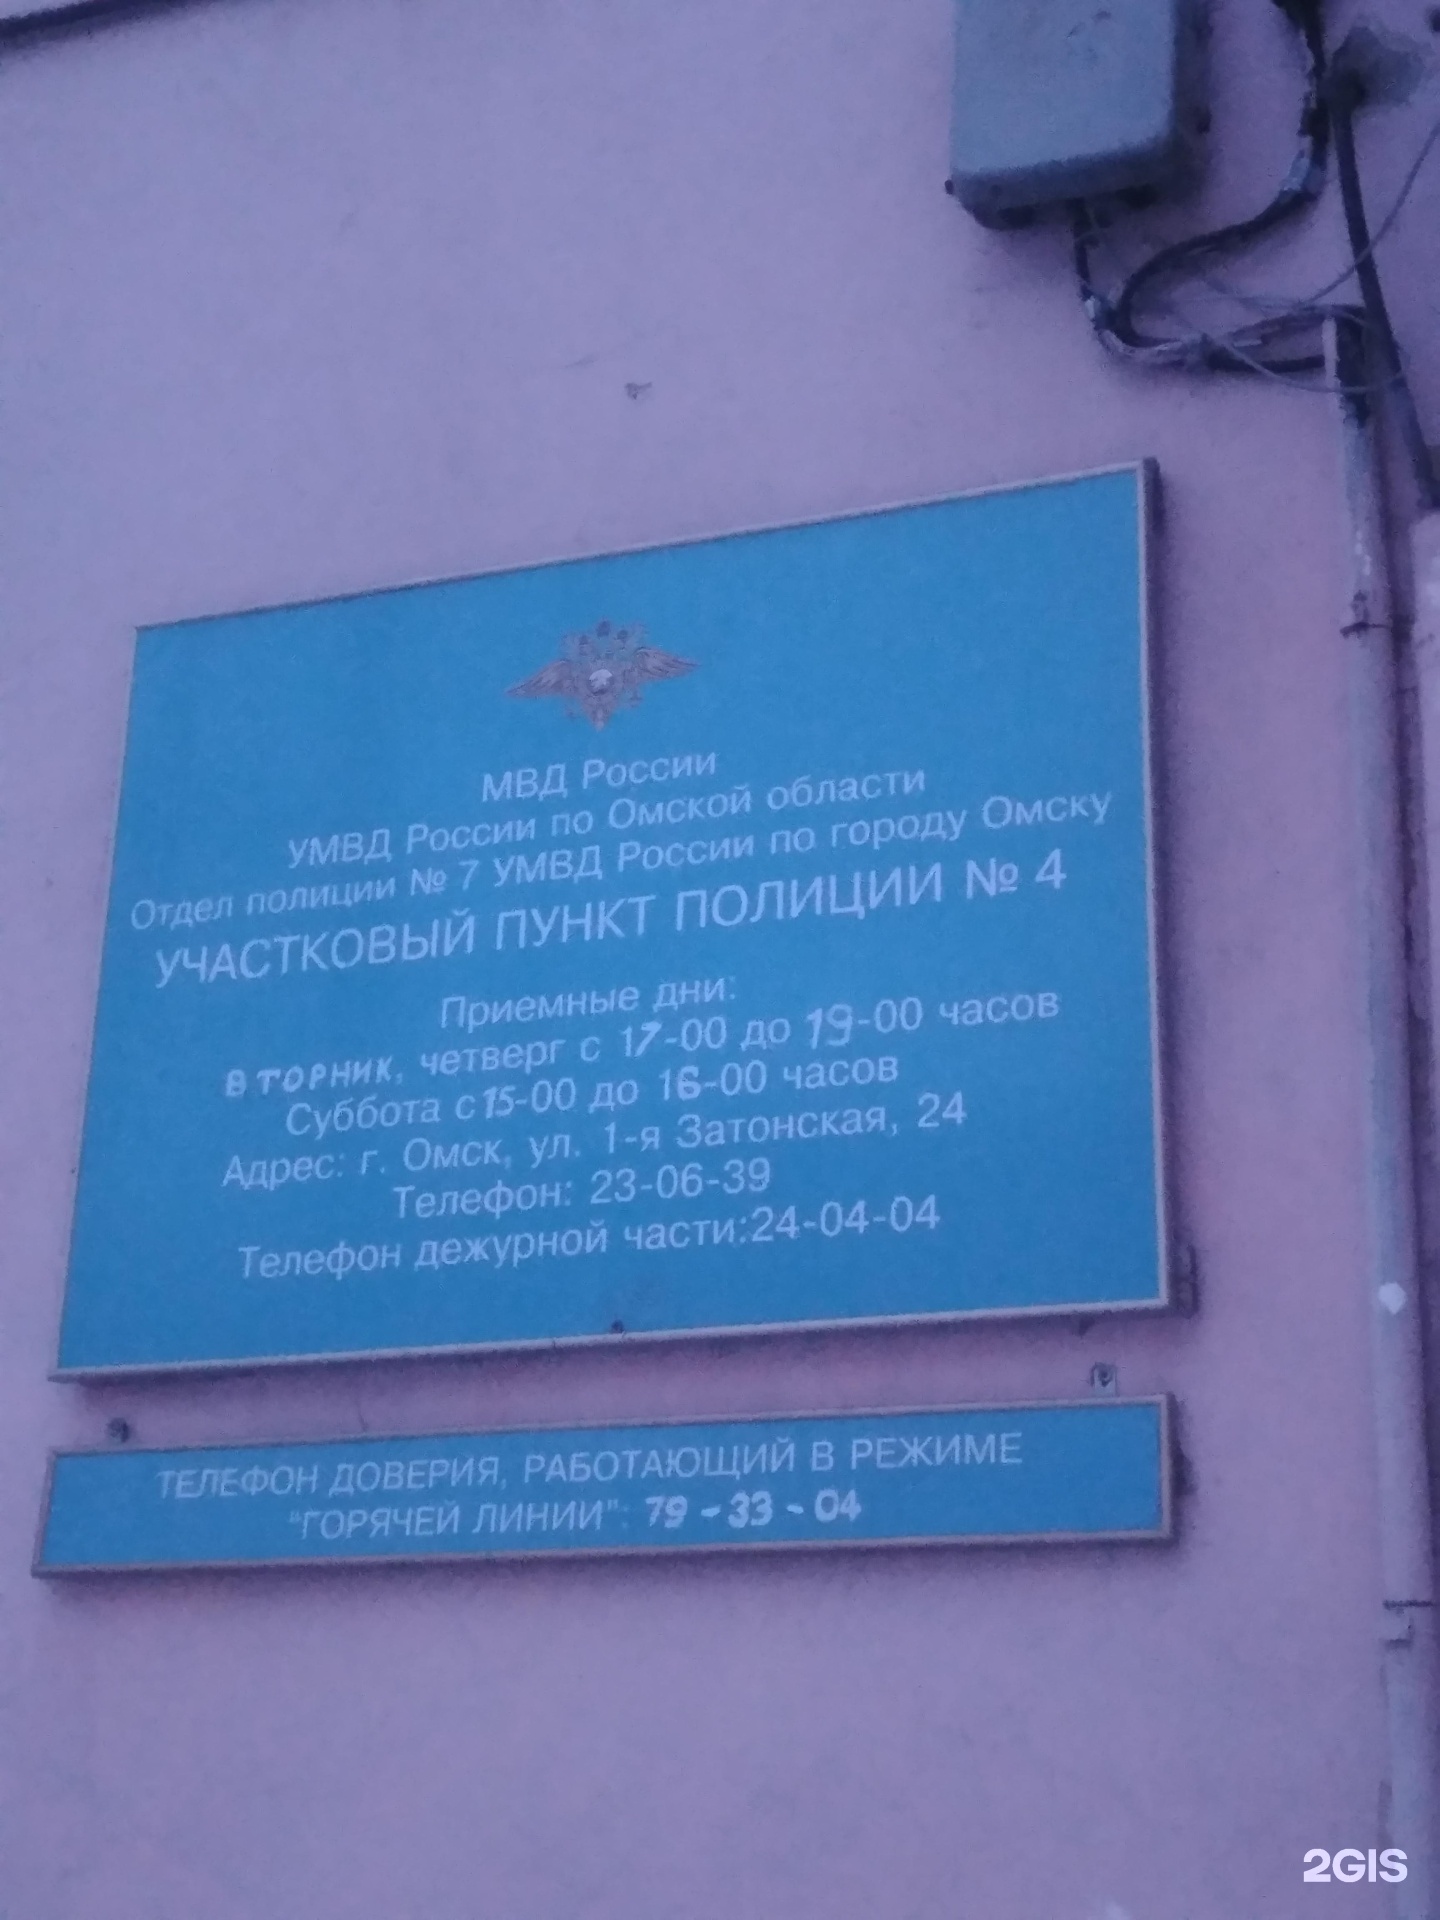 МВД России
УМВД России по Омской области
Отдел полиции № 7 УМВД России по городу Омску
УЧАСТКОВЫЙ ПУНКТ ПОЛИЦИИ № 4
Приемные дни:
ВТОРНИК, четверг с 17-00 до 19-00 часов
Суббота с 15-00 до 16-00 часов
Адрес: г. Омск, ул. 1-я Затонская, 24
Телефон: 23-06-39
Телефон дежурной части:24-04-04
ТЕЛЕФОН ДОВЕРИЯ, РАБОТАЮЩИЙ В РЕЖИМЕ
"ГОРЯЧЕЙ ЛИНИИ": 79-33-04
2GIS